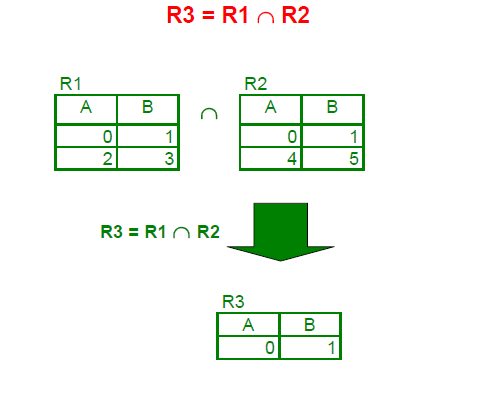 R3 = R1 ∩ R2
R1
A B
0 1
2 3
∩
R2
A B
0 1
4 5
R3 = R1 ∩ R2
R3
A B
0 1